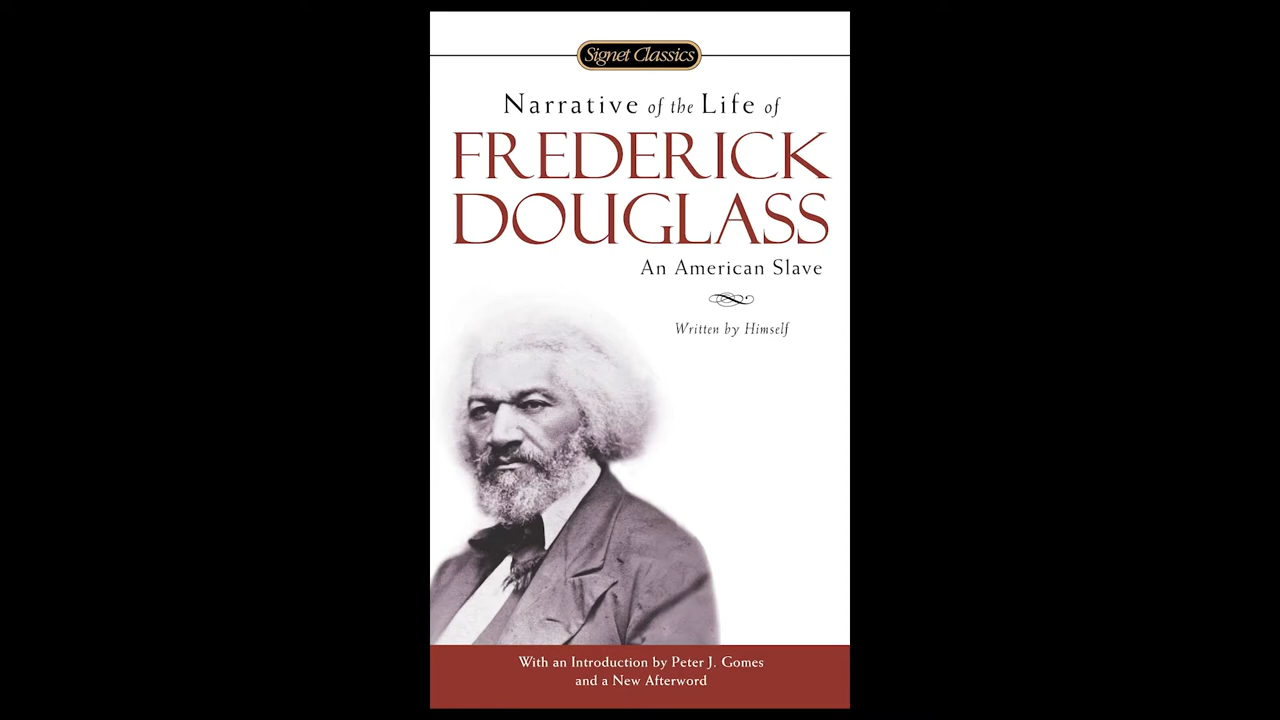 Signet Classics
Narrative of the Life of
FREDERICK
DOUGLASS
An American Slave
Written by Himself
With an Introduction by Peter J. Gomes
and a New Afterword